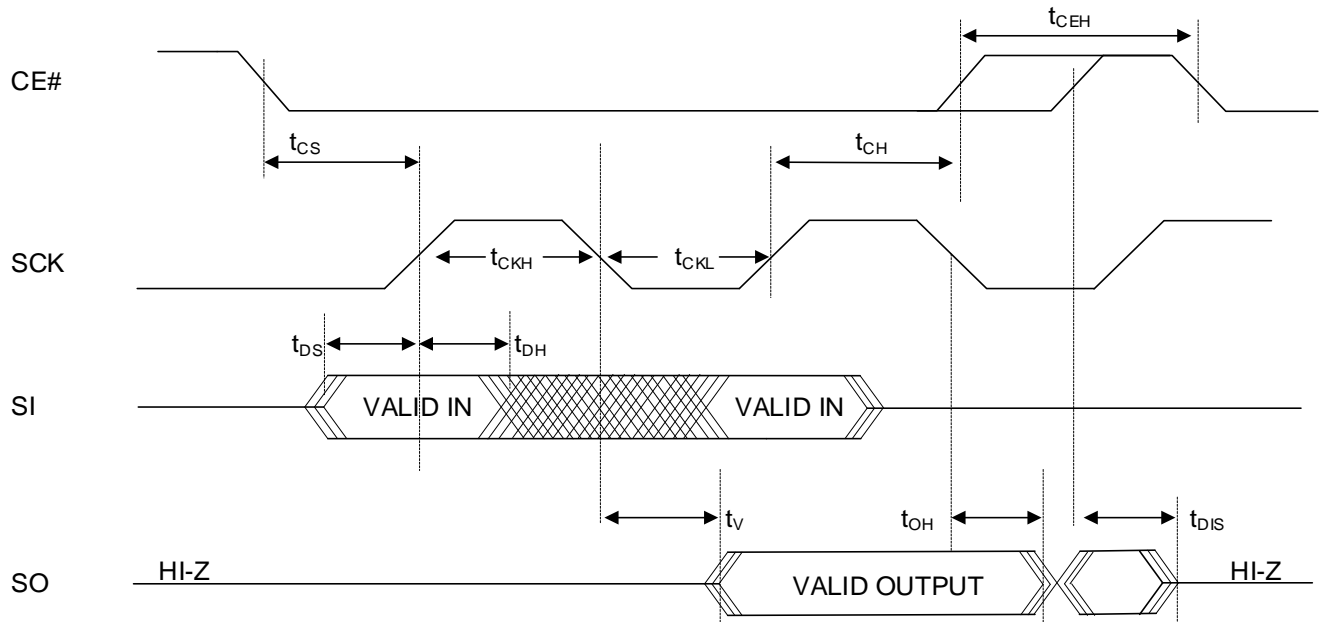 tCEH
CE#
tCS
tCH
SCK
tCKH
tCKL
tDS
tDH
SI
VALID IN
VALID IN
tV
tOH
tDIS
SO
HI-Z
VALID OUTPUT
HI-Z